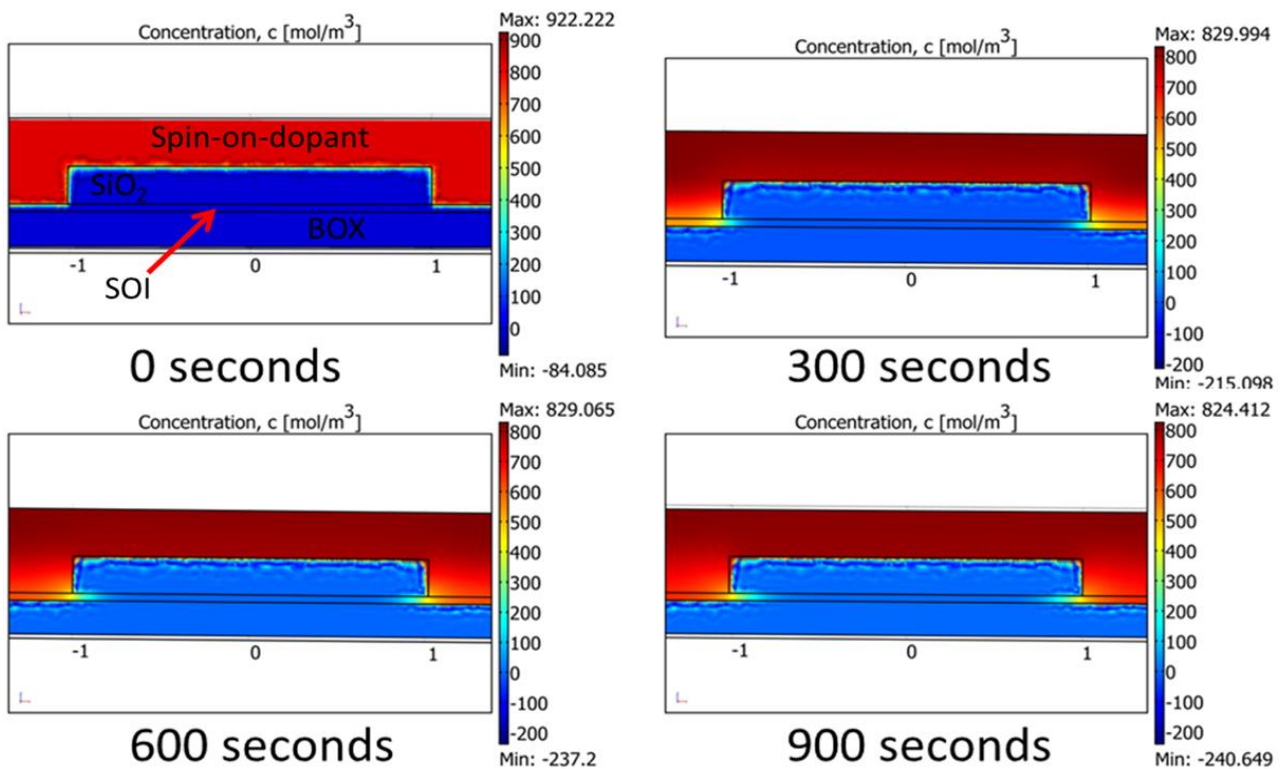 Concentration, c [mol/m³]
Max: 922.222
900
800
700
600
500
400
300
200
100
0
Min: -84.085
Spin-on-dopant
SiO₂
BOX
SOI
-1 0 1
0 seconds
Concentration, c [mol/m³]
Max: 829.994
800
700
600
500
400
300
200
100
0
-100
-200
Min: -215.098
-1 0 1
300 seconds
Concentration, c [mol/m³]
Max: 829.065
800
700
600
500
400
300
200
100
0
-100
-200
Min: -237.2
-1 0 1
600 seconds
Concentration, c [mol/m³]
Max: 824.412
800
700
600
500
400
300
200
100
0
-100
-200
Min: -240.649
-1 0 1
900 seconds